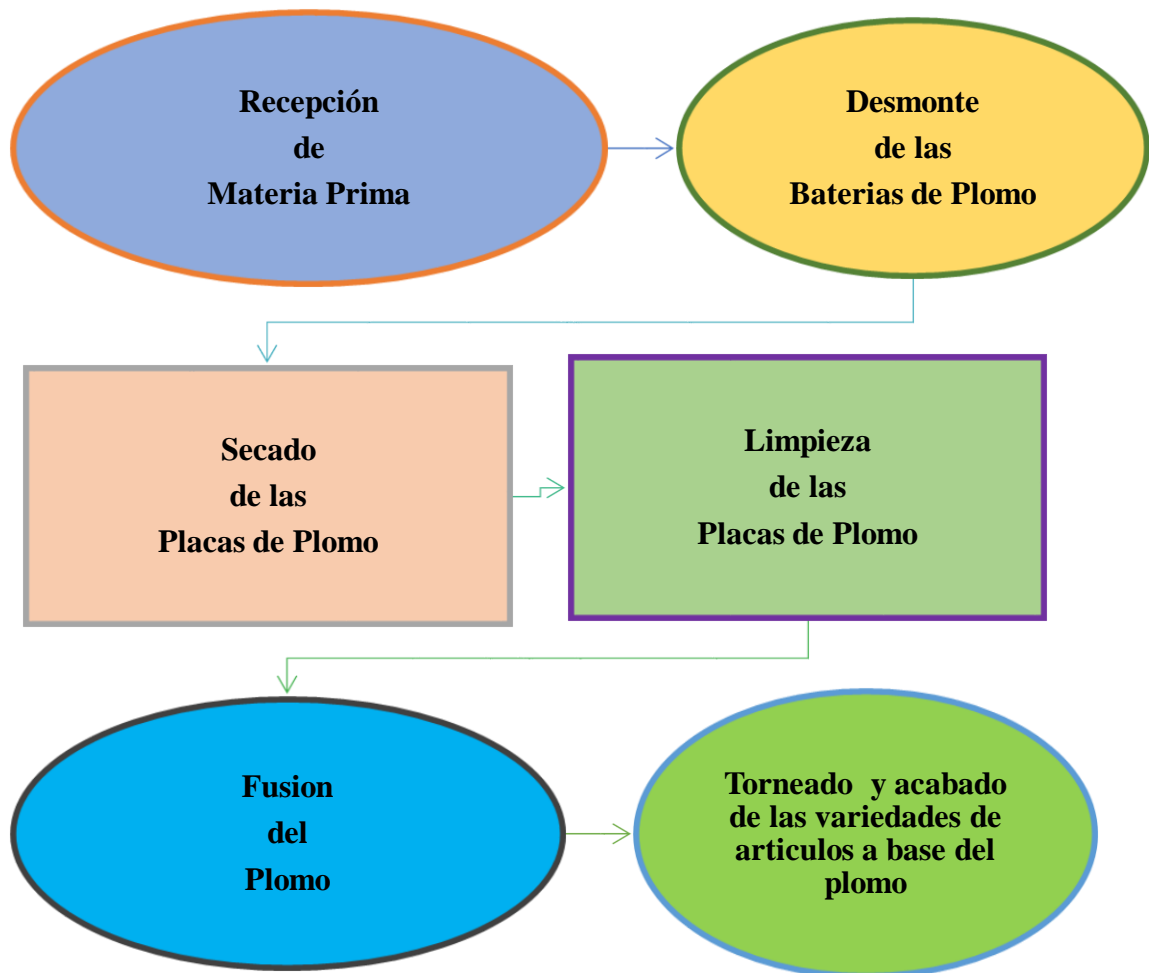 Recepción
de
Materia Prima
Desmonte
de las
Baterias de Plomo
Secado
de las
Placas de Plomo
Limpieza
de las
Placas de Plomo
Fusion
del
Plomo
Torneado  y acabado
de las variedades de
articulos a base del
plomo